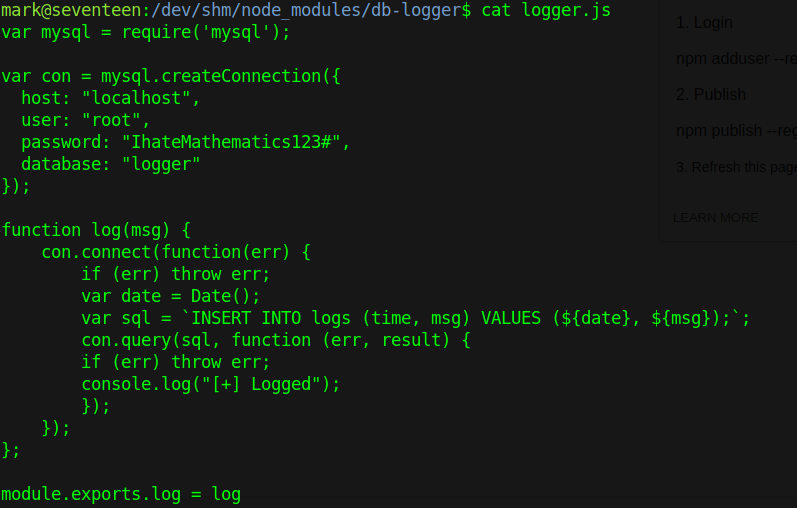 mark@seventeen:/dev/shm/node_modules/db-logger$ cat logger.js
var mysql = require('mysql');
var con = mysql.createConnection({
  host: "localhost",
  user: "root",
  password: "IhateMathematics123#",
  database: "logger"
});
function log(msg) {
    con.connect(function(err) {
        if (err) throw err;
        var date = Date();
        var sql = `INSERT INTO logs (time, msg) VALUES (${date}, ${msg});`;
        con.query(sql, function (err, result) {
        if (err) throw err;
        console.log("[+] Logged");
        });
    });
};
module.exports.log = log
1. Login
npm adduser --re
2. Publish
npm publish --reg
3. Refresh this page
LEARN MORE